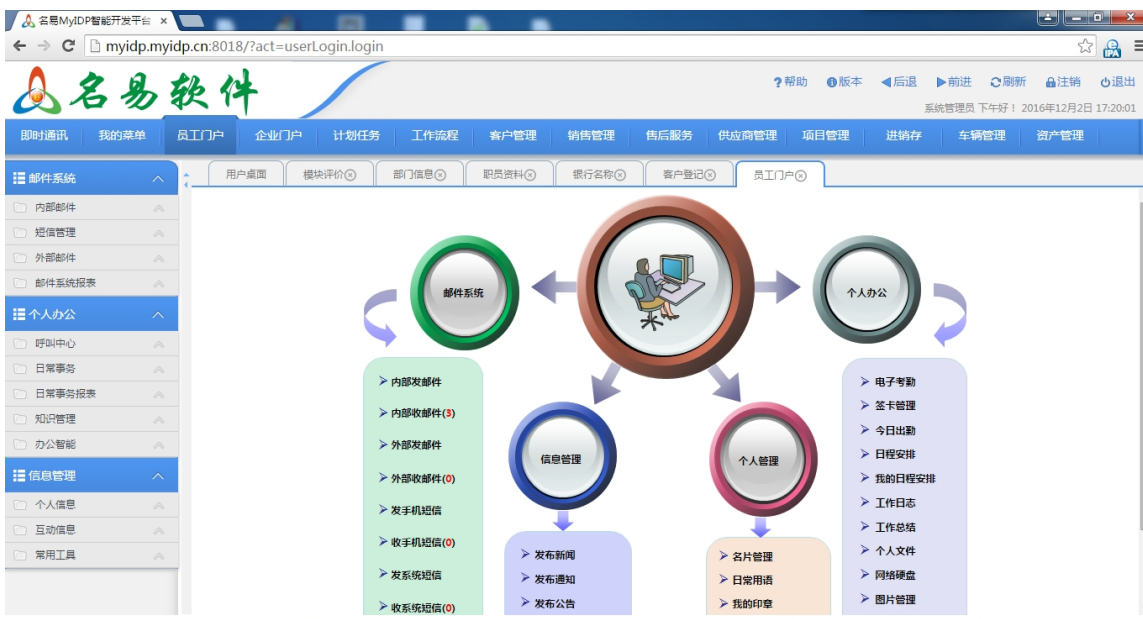 名易MyIDP智能开发平台
myidp.myidp.cn:8018/?act=userLogin.login
IPA
名易软件
?帮助 版本 后退 前进 刷新 注销 退出
系统管理员 下午好！ 2016年12月2日 17:20:01
即时通讯 我的菜单 员工门户 企业门户 计划任务 工作流程 客户管理 销售管理 售后服务 供应商管理 项目管理 进销存 车辆管理 资产管理
用户桌面 模块评价 部门信息 职员资料 银行名称 客户登记 员工门户
邮件系统
内部邮件
短信管理
外部邮件
邮件系统报表
个人办公
呼叫中心
日常事务
日常事务报表
知识管理
办公智能
信息管理
个人信息
互动信息
常用工具
邮件系统
个人办公
信息管理
个人管理
内部发邮件
内部收邮件(3)
外部发邮件
外部收邮件(0)
发手机短信
收手机短信(0)
发系统短信
收系统短信(0)
发布新闻
发布通知
发布公告
名片管理
日常用语
我的印章
电子考勤
签卡管理
今日出勤
日程安排
我的日程安排
工作日志
工作总结
个人文件
网络硬盘
图片管理